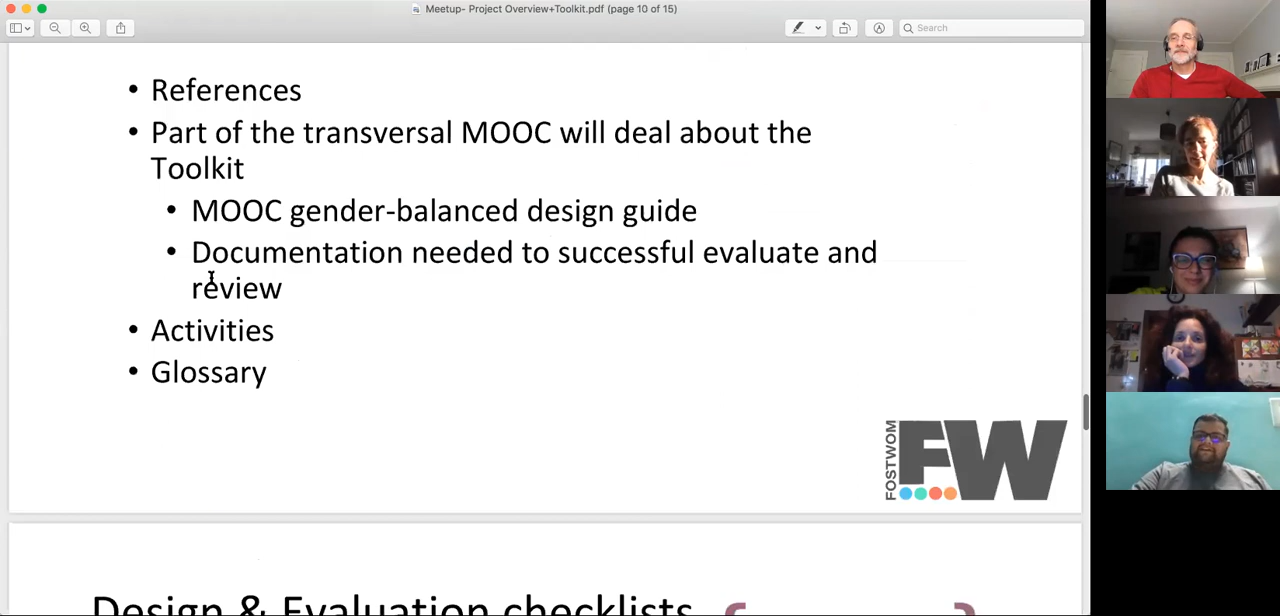 Meetup- Project Overview+Toolkit.pdf (page 10 of 15)
Search
• References
• Part of the transversal MOOC will deal about the
Toolkit
• MOOC gender-balanced design guide
• Documentation needed to successful evaluate and
review
• Activities
• Glossary
FOSTWOM
FW
Design & Evaluation checklists